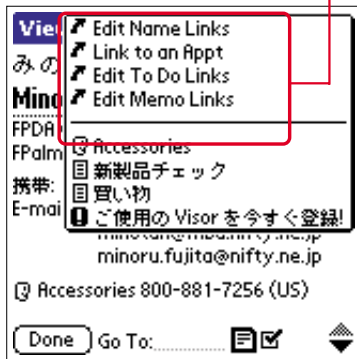 Vie
Edit Name Links
Link to an Appt
Edit To Do Links
Edit Memo Links
みの
Mino
FPDA
FPalm
Accessories
新製品チェック
買い物
ご使用の Visor を今すぐ登録!
携帯:
E-mai
minoru.fujita@nifty.ne.jp
Accessories 800-881-7256 (US)
Done Go To: